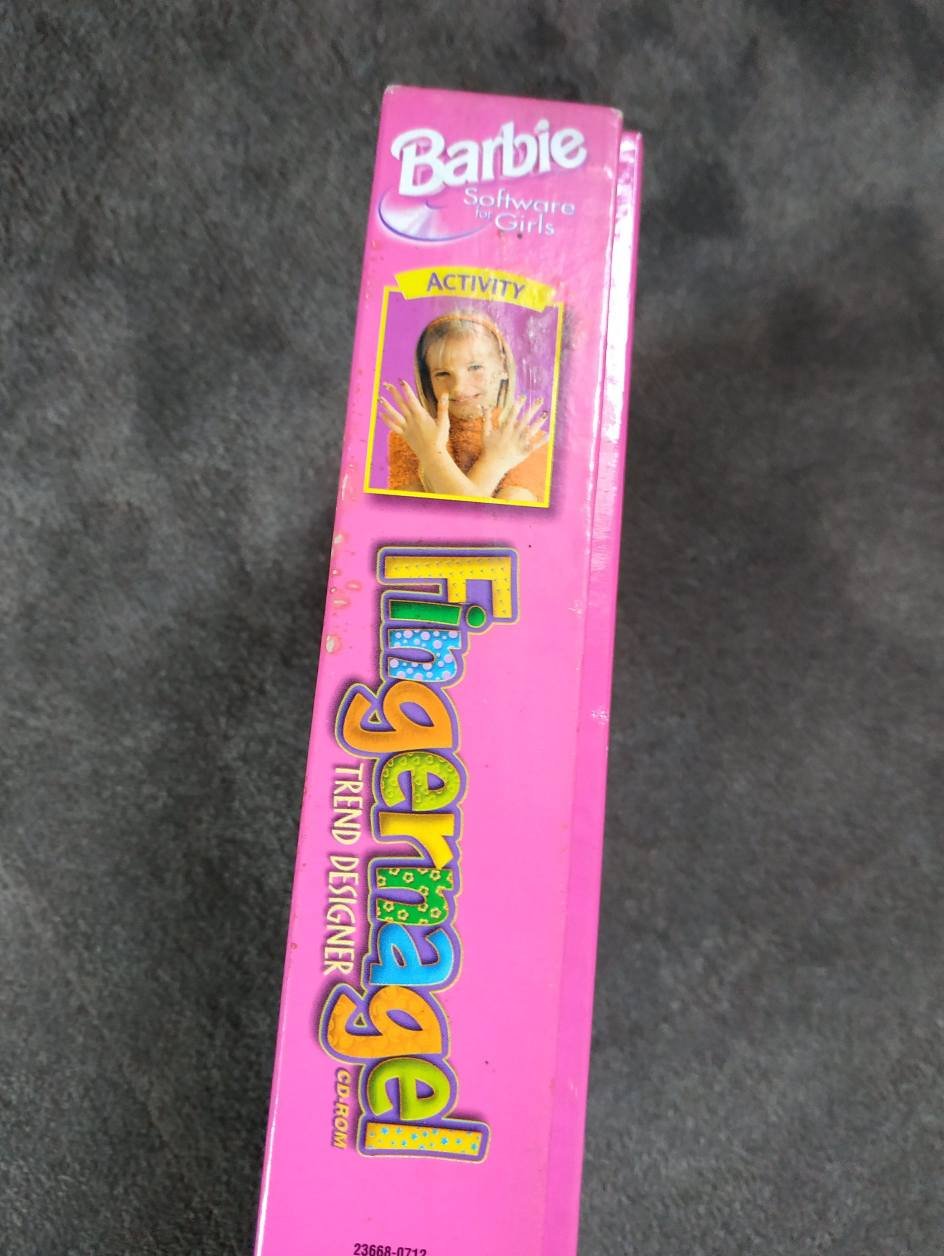 Barbie
Software
for Girls
ACTIVITY
Fingernagel
TREND DESIGNER
CD-ROM
23668-0712